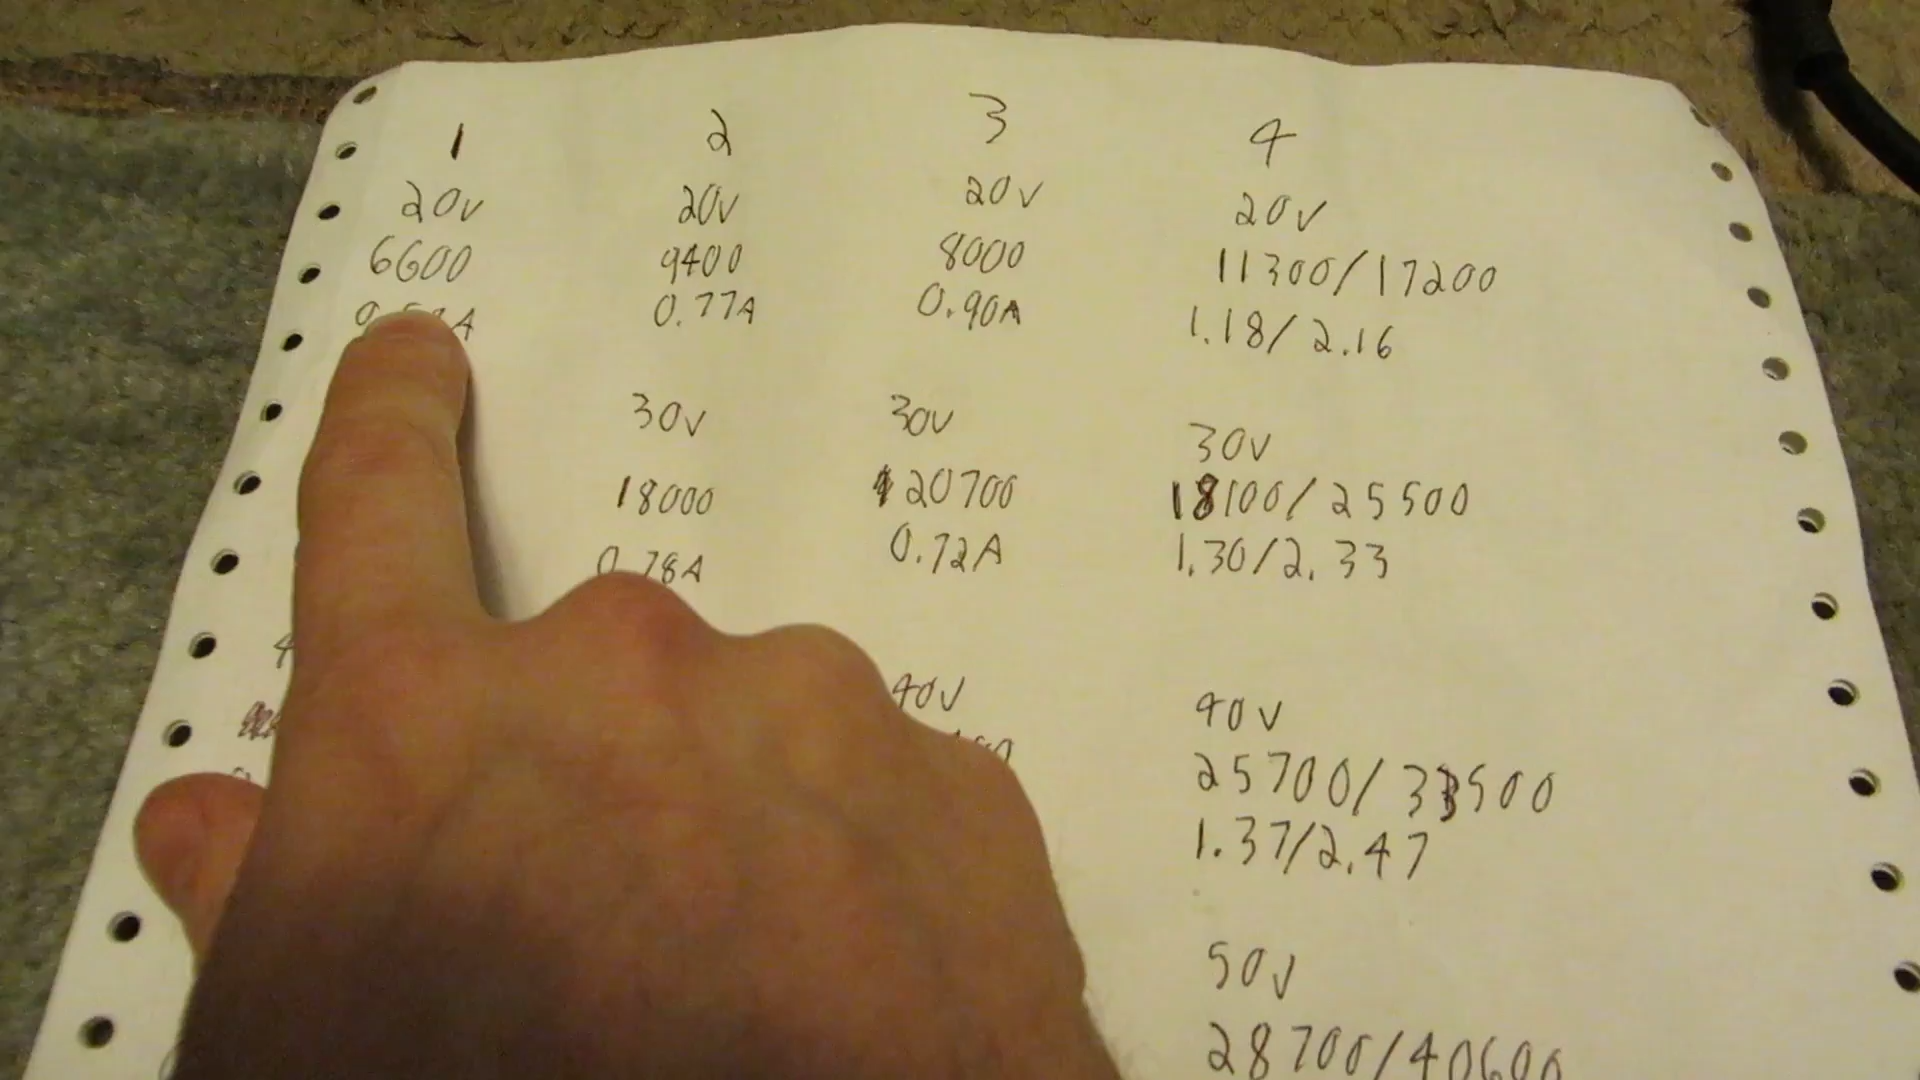 1 2 3 4
20v 20v 20v 20v
6600 9400 8000 11300/17200
0.77A 0.90A 1.18/2.16
30v 30v 30v
18000 20700 18100/25500
0.78A 0.72A 1.30/2.33
40v 40v
25700/33500
1.37/2.47
50v
28700/40600